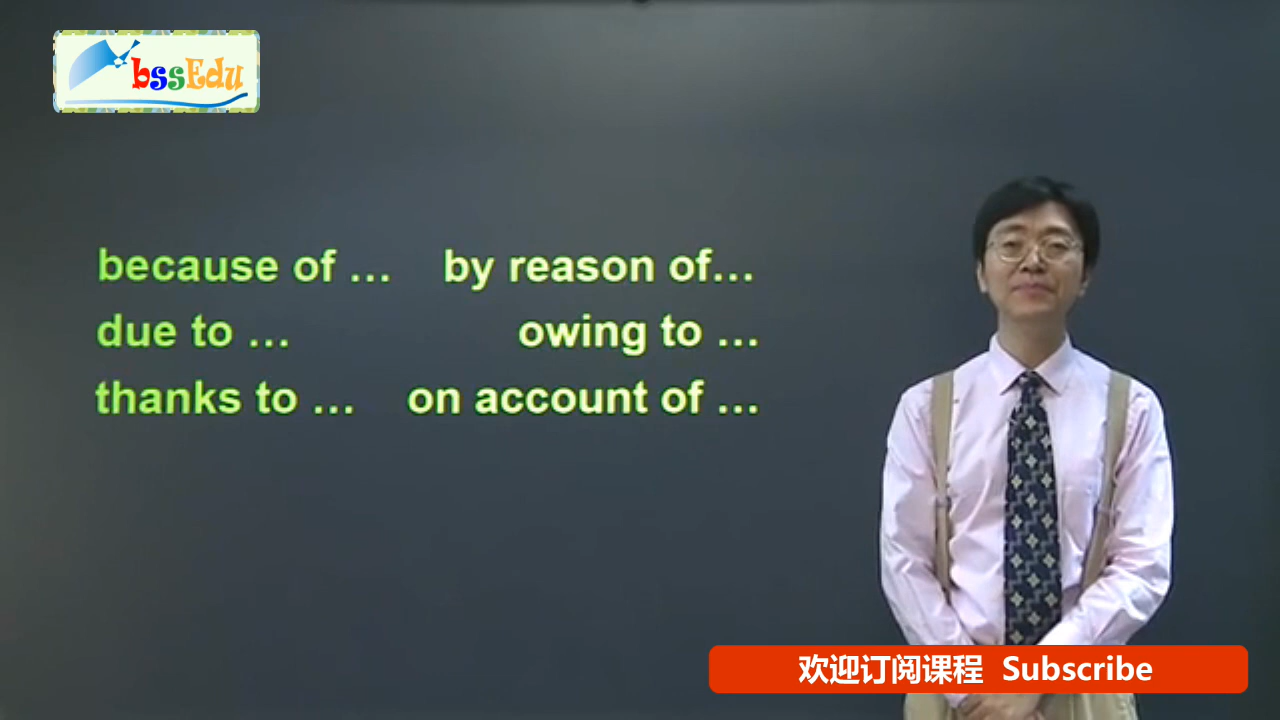 bssEdu
because of … by reason of…
due to … owing to …
thanks to … on account of …
欢迎订阅课程 Subscribe